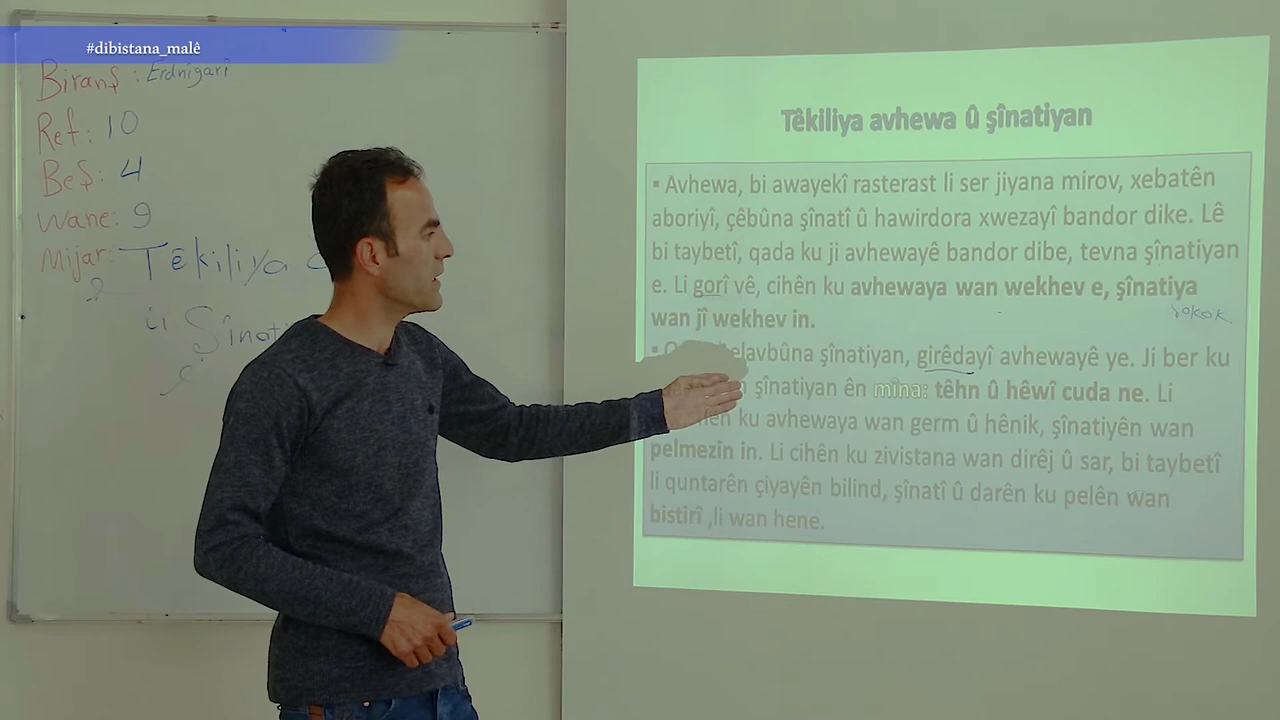 #dibistana_malê
Biranş : Erdnîgarî
Ref: 10
Beş: 4
Wane: 9
Mijar: Têkiliya
û Şînati
Têkiliya avhewa û şînatiyan
▪ Avhewa, bi awayekî rasterast li ser jiyana mirov, xebatên
aboriyî, çêbûna şînatî û hawirdora xwezayî bandor dike. Lê
bi taybetî, qada ku ji avhewayê bandor dibe, tevna şînatiyan
e. Li gorî vê, cihên ku avhewaya wan wekhev e, şînatiya
wan jî wekhev in.
elavbûna şînatiyan, girêdayî avhewayê ye. Ji ber ku
şînatiyan ên mîna: têhn û hêwî cuda ne. Li
ku avhewaya wan germ û hênik, şînatiyên wan
pelmezin in. Li cihên ku zivistana wan dirêj û sar, bi taybetî
li quntarên çiyayên bilind, şînatî û darên ku pelên wan
bistirî ,li wan hene.